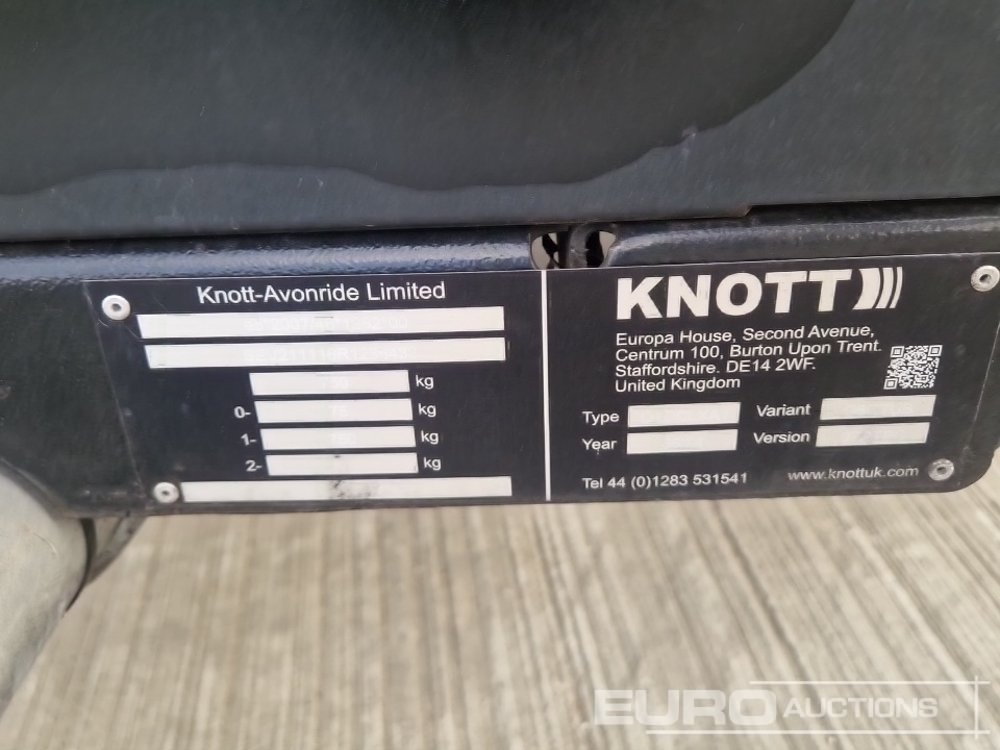 Knott-Avonride Limited
kg
0- 75 kg
1- kg
2- kg
KNOTT
Europa House, Second Avenue,
Centrum 100, Burton Upon Trent.
Staffordshire. DE14 2WF.
United Kingdom
Type Variant
Year Version
Tel 44 (0)1283 531541
www.knottuk.com
EURO AUCTIONS